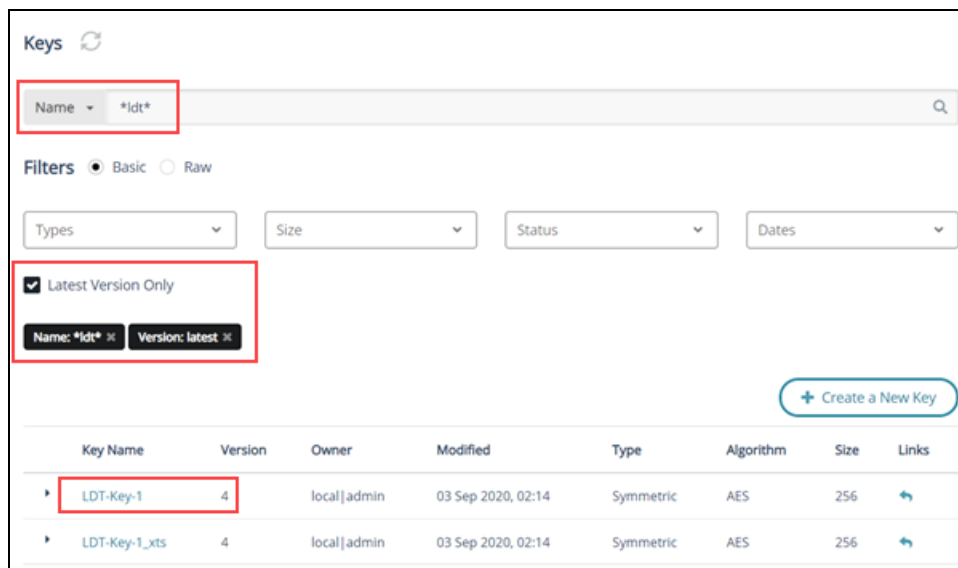 Keys
Name *ldt*
Filters Basic Raw
Types Size Status Dates
Latest Version Only
Name: *ldt* × Version: latest ×
+ Create a New Key
Key Name Version Owner Modified Type Algorithm Size Links
LDT-Key-1 4 local|admin 03 Sep 2020, 02:14 Symmetric AES 256
LDT-Key-1_xts 4 local|admin 03 Sep 2020, 02:14 Symmetric AES 256